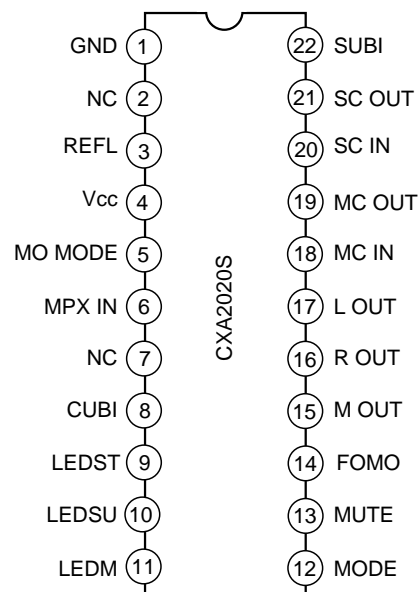 GND 1
22 SUBI
NC 2
21 SC OUT
REFL 3
20 SC IN
Vcc 4
19 MC OUT
MO MODE 5
18 MC IN
MPX IN 6
17 L OUT
NC 7
16 R OUT
CUBI 8
15 M OUT
LEDST 9
14 FOMO
LEDSU 10
13 MUTE
LEDM 11
12 MODE
CXA2020S